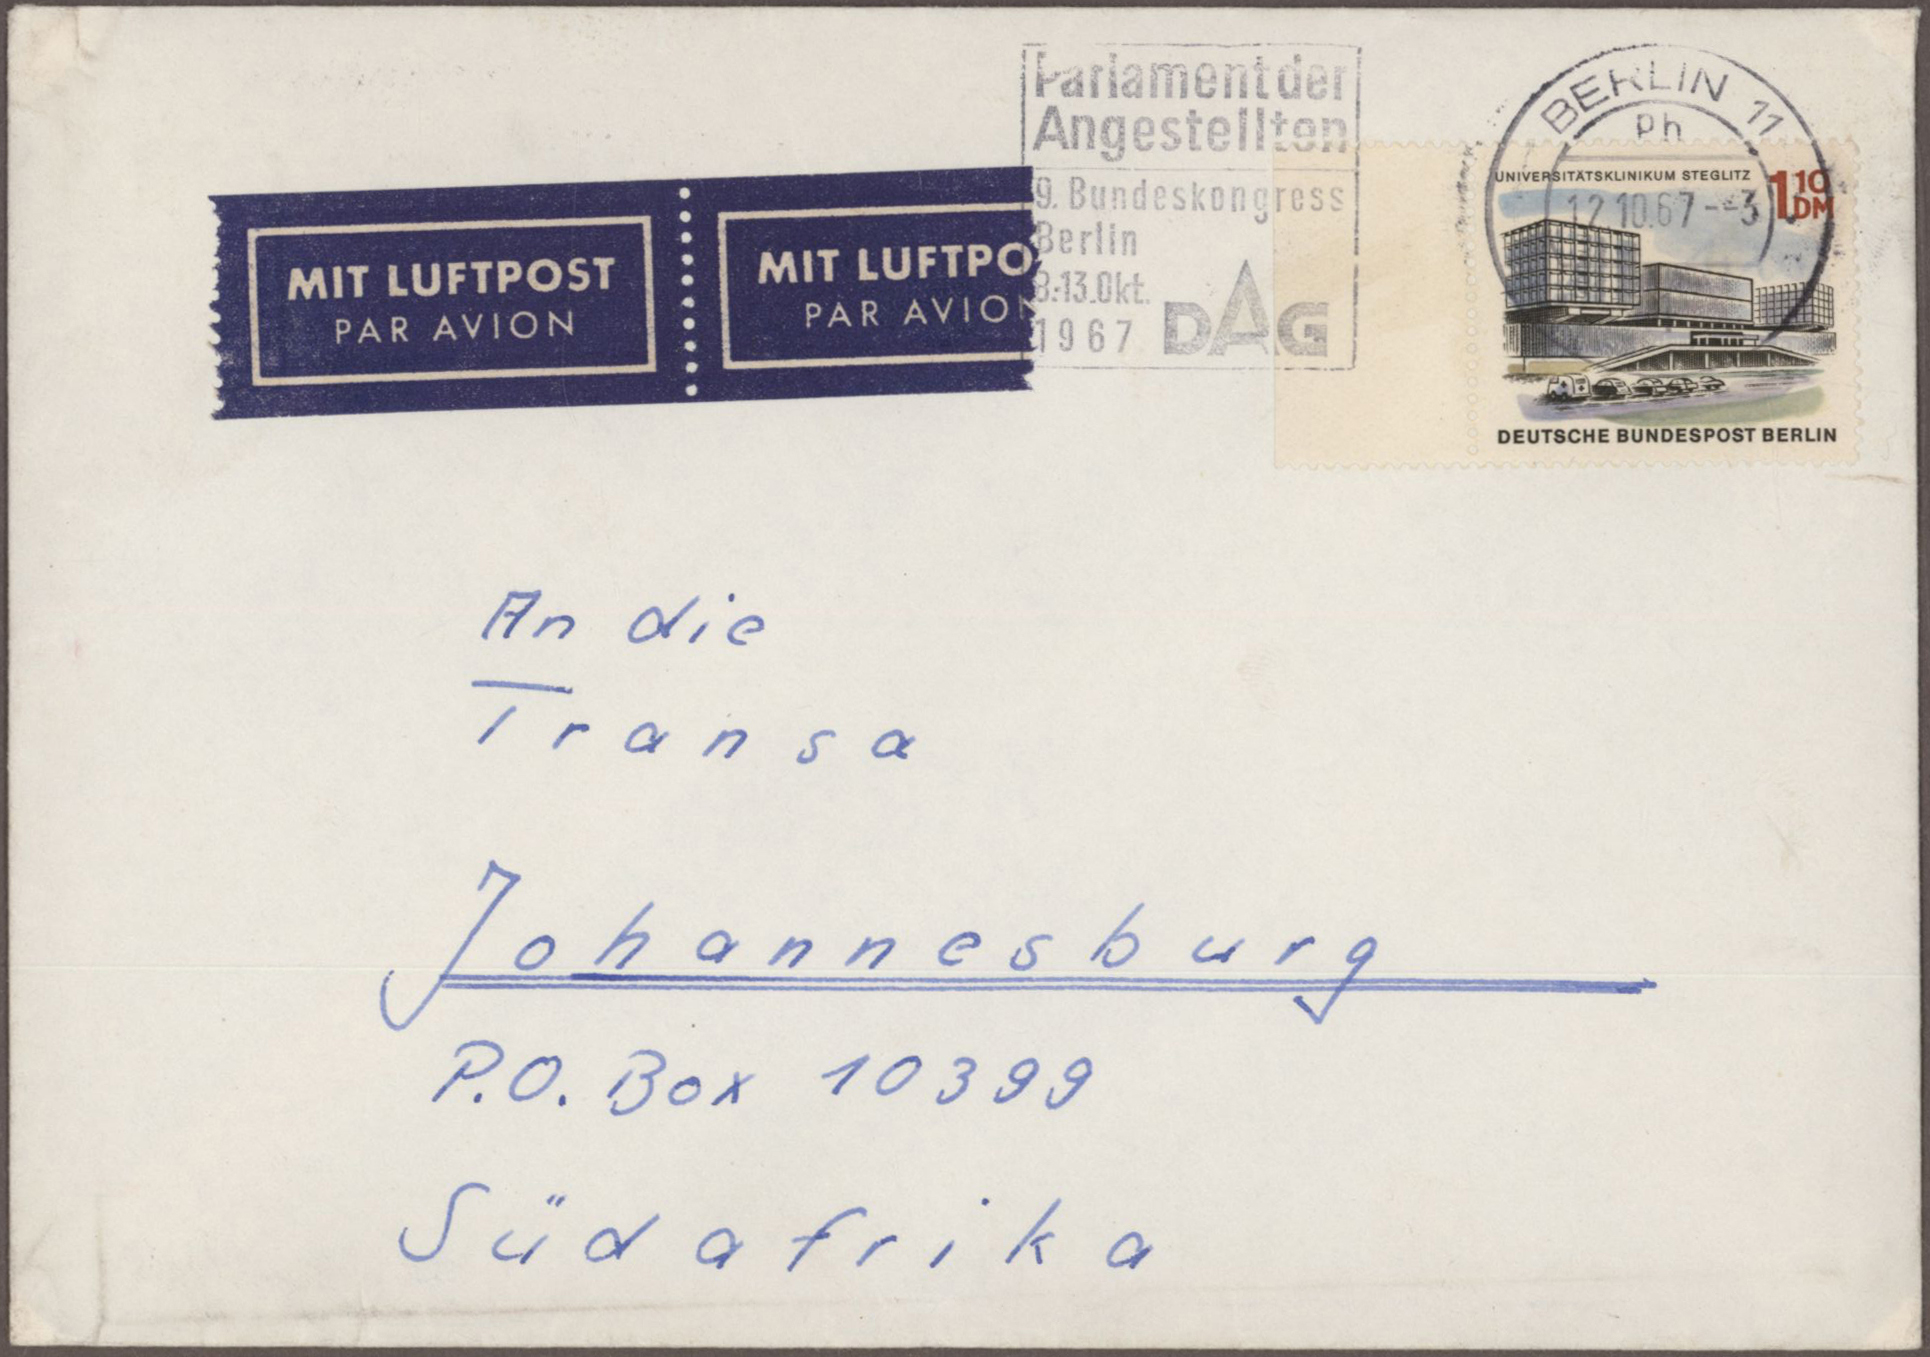 Parlament der
Angestellten
9. Bundeskongress
Berlin
8.-13.Okt.
1967 DAG
BERLIN 11
ph
12.10.67--3
UNIVERSITÄTSKLINIKUM STEGLITZ
1 10 DM
DEUTSCHE BUNDESPOST BERLIN
MIT LUFTPOST
PAR AVION
MIT LUFTPO
PAR AVION
An die
Transa
Johannesburg
P.O. Box 10399
Südafrika